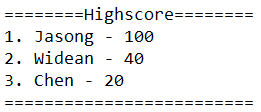 ========Highscore========
1. Jasong - 100
2. Widean - 40
3. Chen - 20
=========================